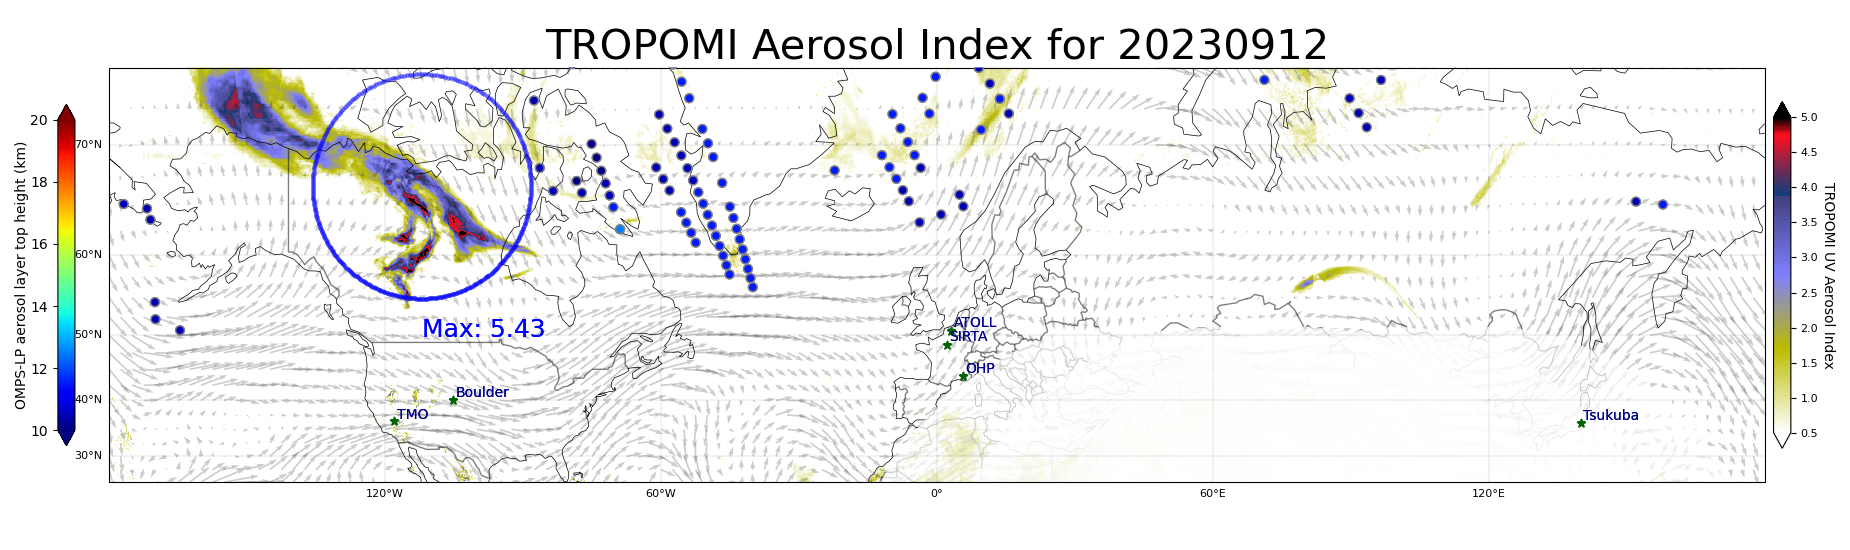 TROPOMI Aerosol Index for 20230912
OMPS-LP aerosol layer top height (km)
20
18
16
14
12
10
70°N
60°N
50°N
40°N
30°N
120°W
60°W
0°
60°E
120°E
Max: 5.43
TMO
Boulder
ATOLL
SIRTA
OHP
Tsukuba
5.0
4.5
4.0
3.5
3.0
2.5
2.0
1.5
1.0
0.5
TROPOMI UV Aerosol Index